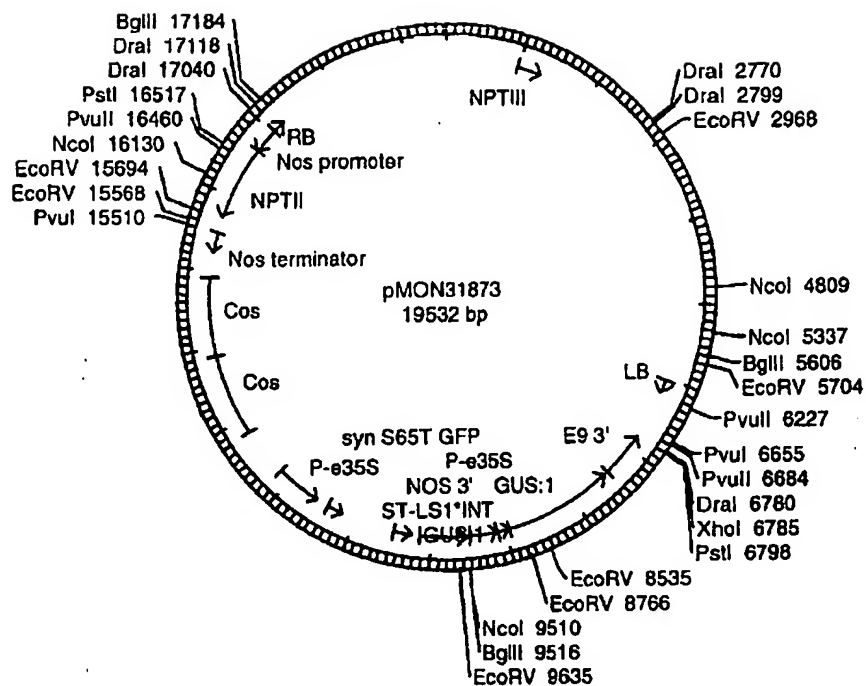 BglII 17184
DraI 17118
DraI 17040
PstI 16517
PvuII 16460
NcoI 16130
EcoRV 15694
EcoRV 15568
PvuI 15510
NPTIII
DraI 2770
DraI 2799
EcoRV 2968
RB
Nos promoter
NPTII
Nos terminator
Cos
Cos
pMON31873
19532 bp
NcoI 4809
NcoI 5337
BglII 5606
EcoRV 5704
LB
PvuII 6227
PvuI 6655
PvuII 6684
DraI 6780
XhoI 6785
PstI 6798
syn S65T GFP
E9 3'
P-e35S
P-e35S
NOS 3'
GUS:1
ST-LS1*INT
GUS:1
EcoRV 8535
EcoRV 8766
NcoI 9510
BglII 9516
EcoRV 9635